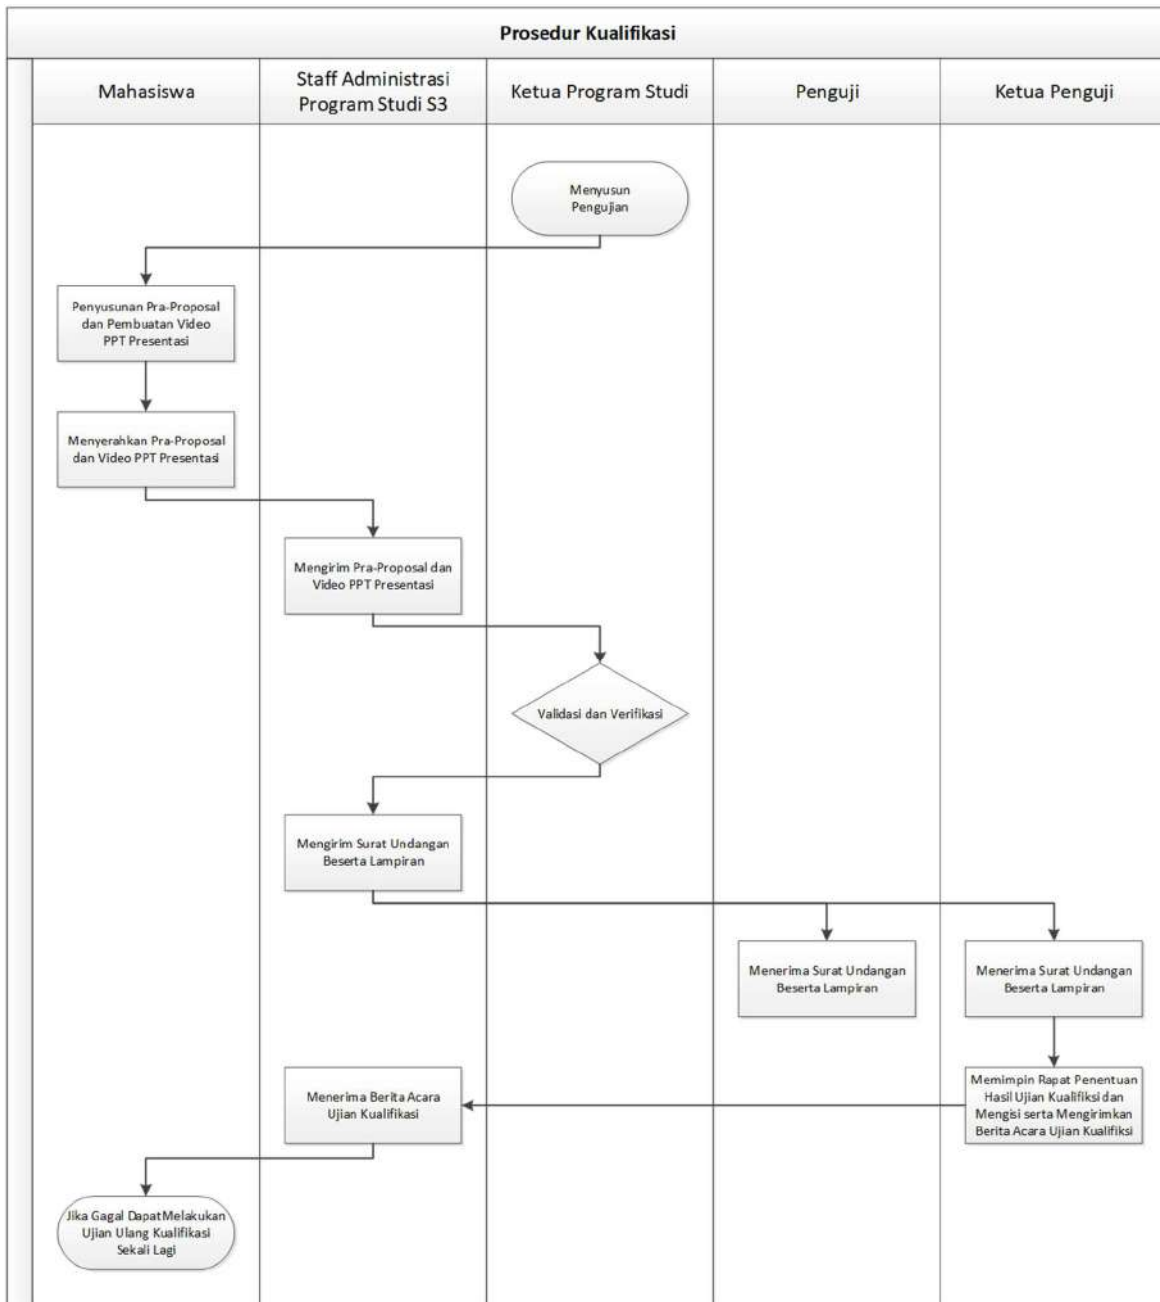 Prosedur Kualifikasi
Mahasiswa
Staff Administrasi
Program Studi S3
Ketua Program Studi
Penguji
Ketua Penguji
Menyusun
Pengujian
Penyusunan Pra-Proposal
dan Pembuatan Video
PPT Presentasi
Menyerahkan Pra-Proposal
dan Video PPT Presentasi
Mengirim Pra-Proposal dan
Video PPT Presentasi
Validasi dan Verifikasi
Mengirim Surat Undangan
Beserta Lampiran
Menerima Surat Undangan
Beserta Lampiran
Menerima Surat Undangan
Beserta Lampiran
Memimpin Rapat Penentuan
Hasil Ujian Kualifiksi dan
Mengisi serta Mengirimkan
Berita Acara Ujian Kualifiksi
Menerima Berita Acara
Ujian Kualifikasi
Jika Gagal Dapat Melakukan
Ujian Ulang Kualifikasi
Sekali Lagi